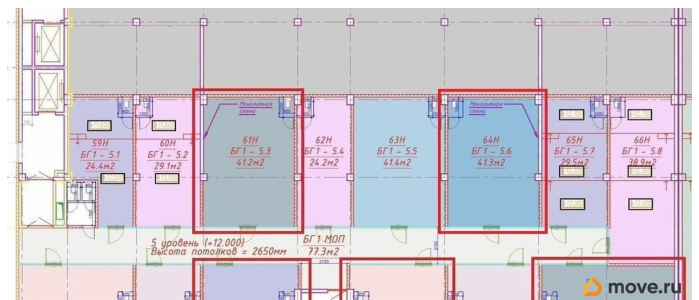 Монолитная
стена
Монолитная
стена
59Н
БГ1 - 5.1
24.4м2
60Н
БГ1 - 5.2
29.1м2
61Н
БГ1 - 5.3
41.2м2
62Н
БГ1 - 5.4
24.2м2
63Н
БГ1 - 5.5
41.4м2
64Н
БГ1 - 5.6
41.3м2
65Н
БГ1 - 5.7
29.5м2
66Н
БГ1 - 5.8
38.9м2
5 уровень (+12.000)
Высота потолков = 2650мм
БГ1 МОП
77.3м2
move.ru